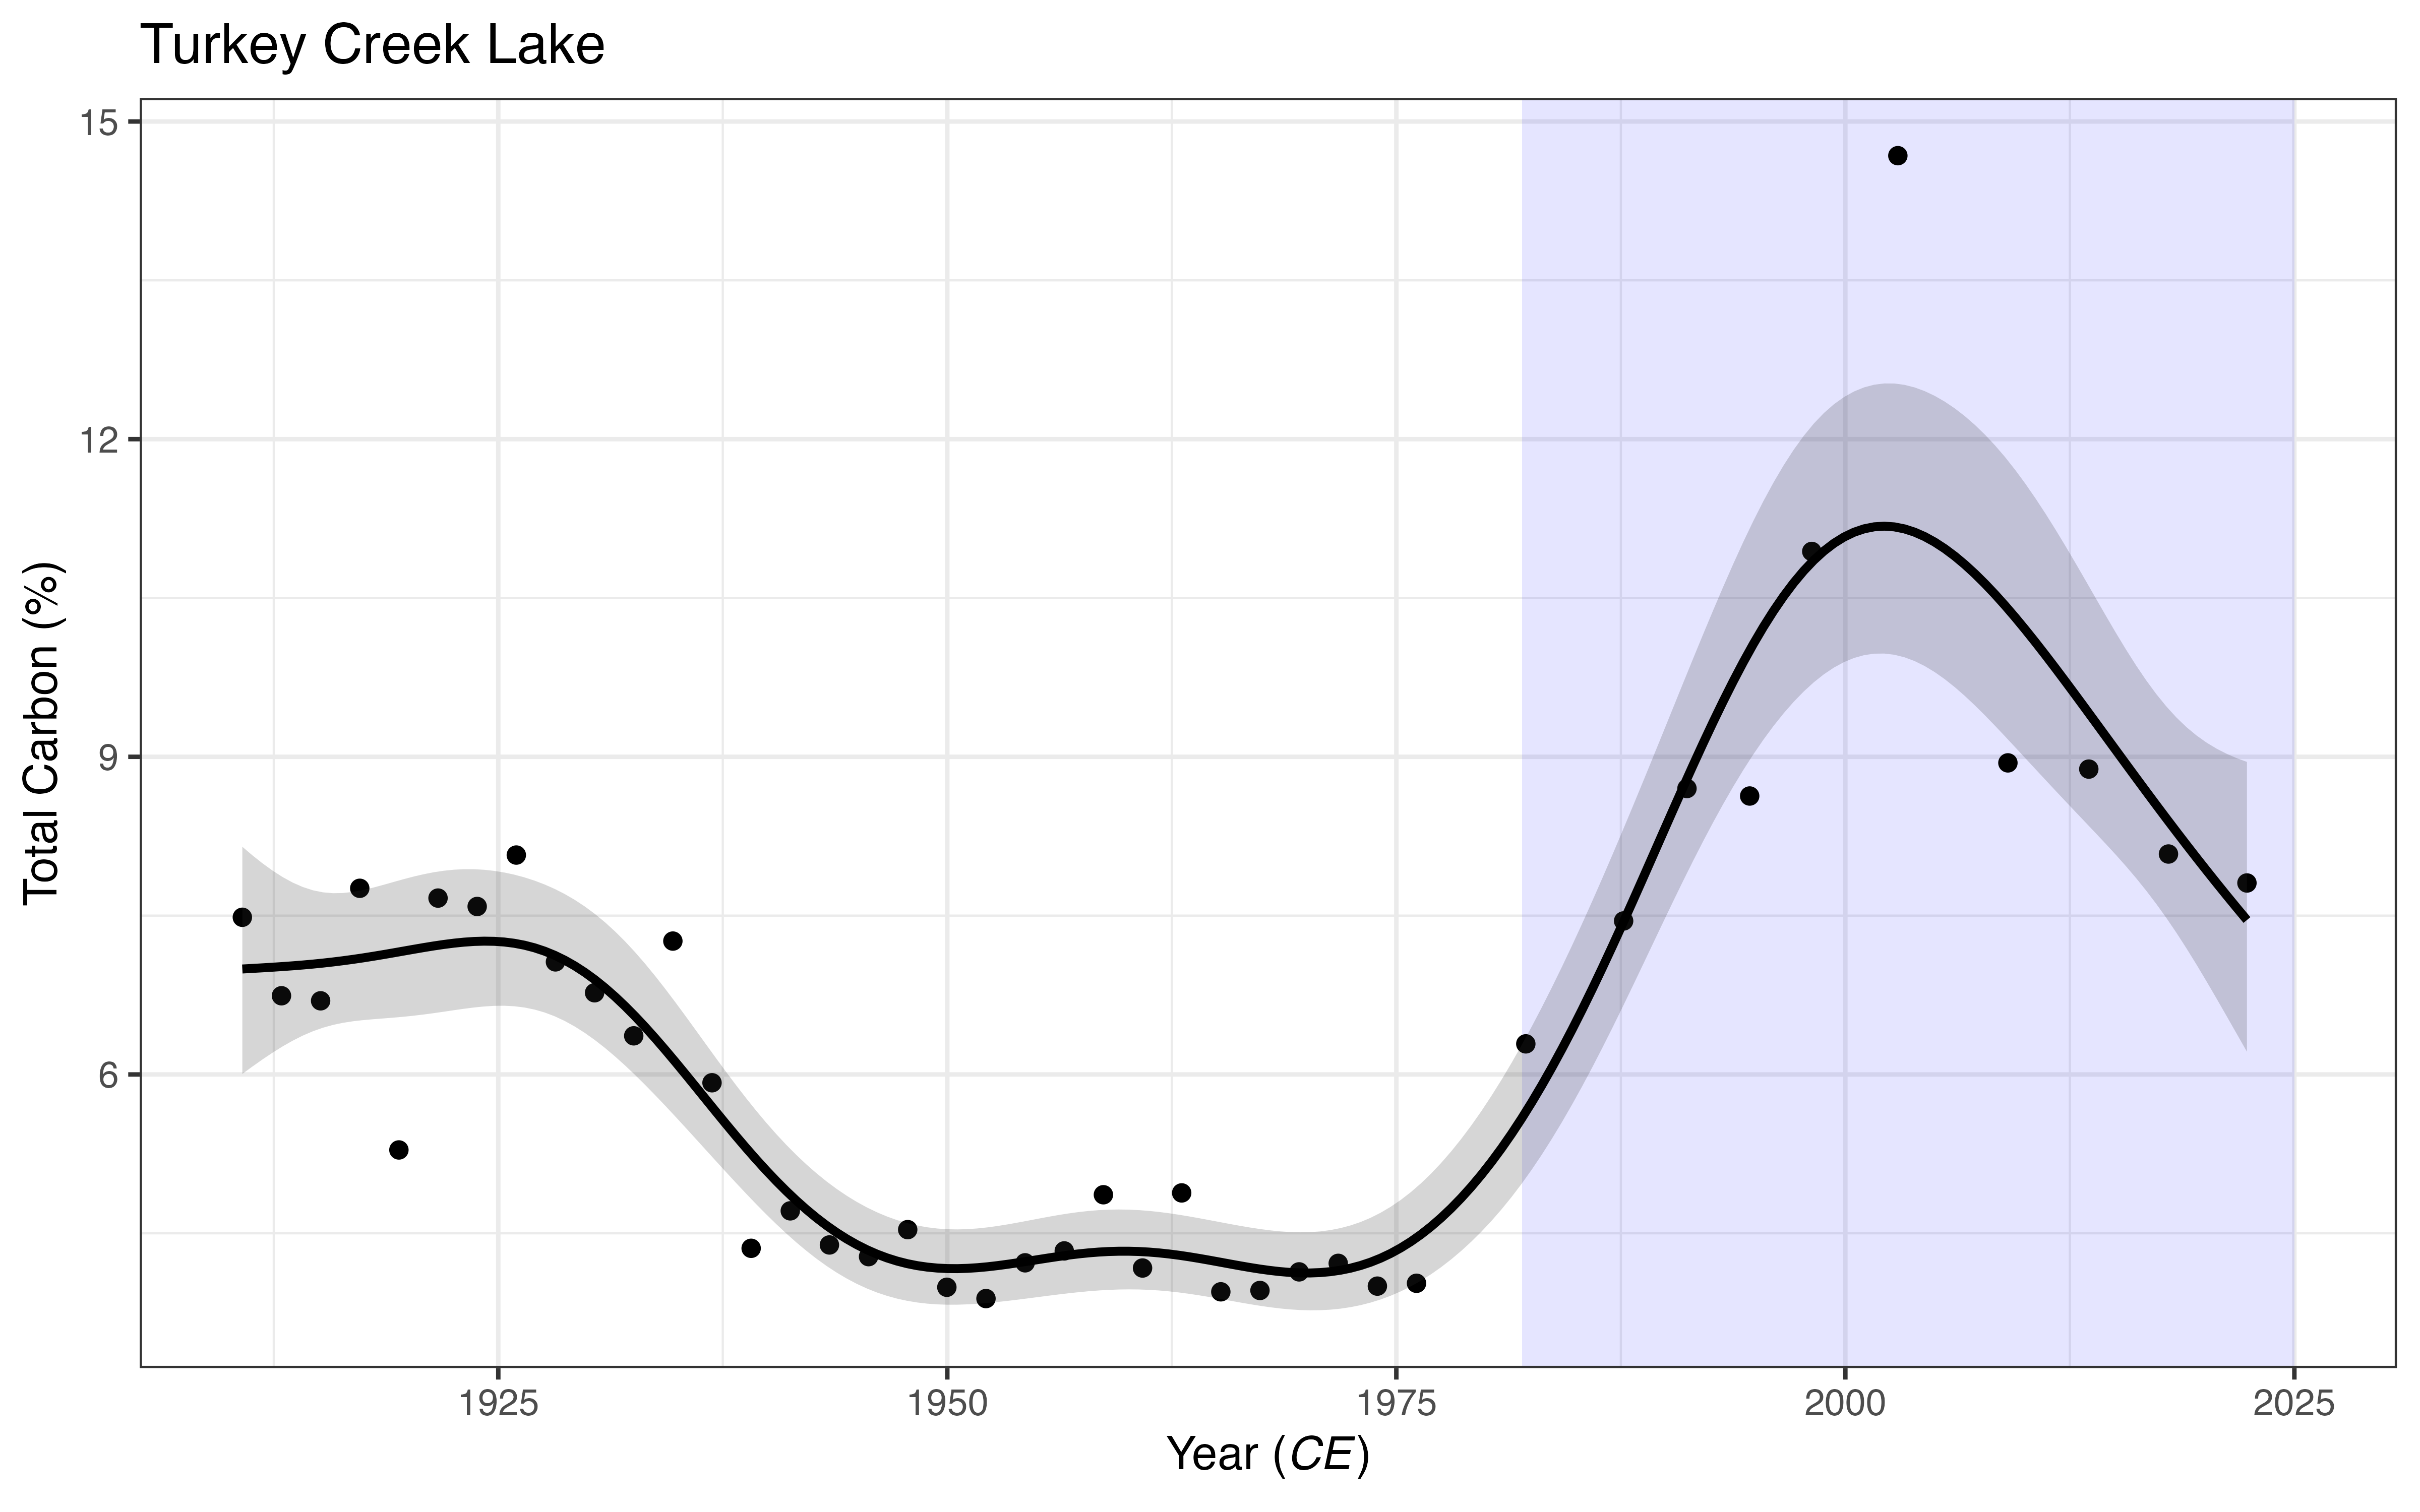 Turkey Creek Lake
Total Carbon (%)
15
12
9
6
1925 1950 1975 2000 2025
Year (CE)